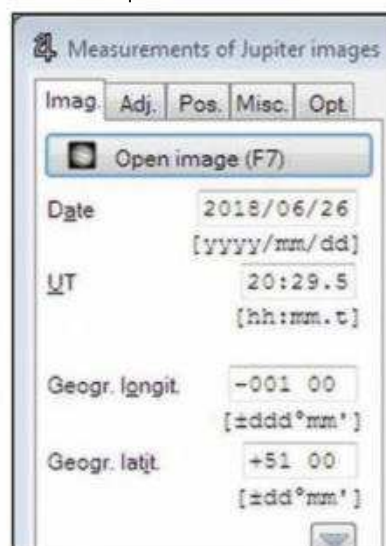 Measurements of Jupiter images
Imag. Adj. Pos. Misc. Opt.
Open image (F7)
Date 2018/06/26
[yyyy/mm/dd]
UT 20:29.5
[hh:mm.t]
Geogr. longit. -001 00
[±ddd°mm']
Geogr. latit. +51 00
[±dd°mm']